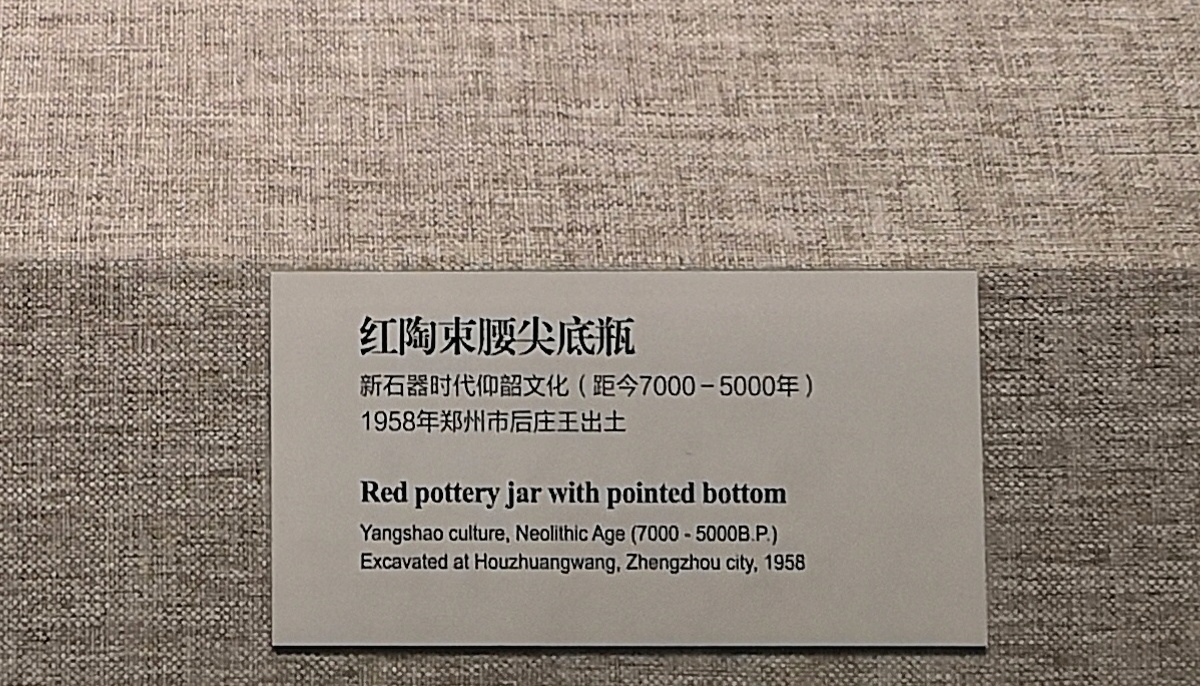 红陶束腰尖底瓶
新石器时代仰韶文化（距今7000－5000年）
1958年郑州市后庄王出土
Red pottery jar with pointed bottom
Yangshao culture, Neolithic Age (7000 - 5000B.P.)
Excavated at Houzhuangwang, Zhengzhou city, 1958